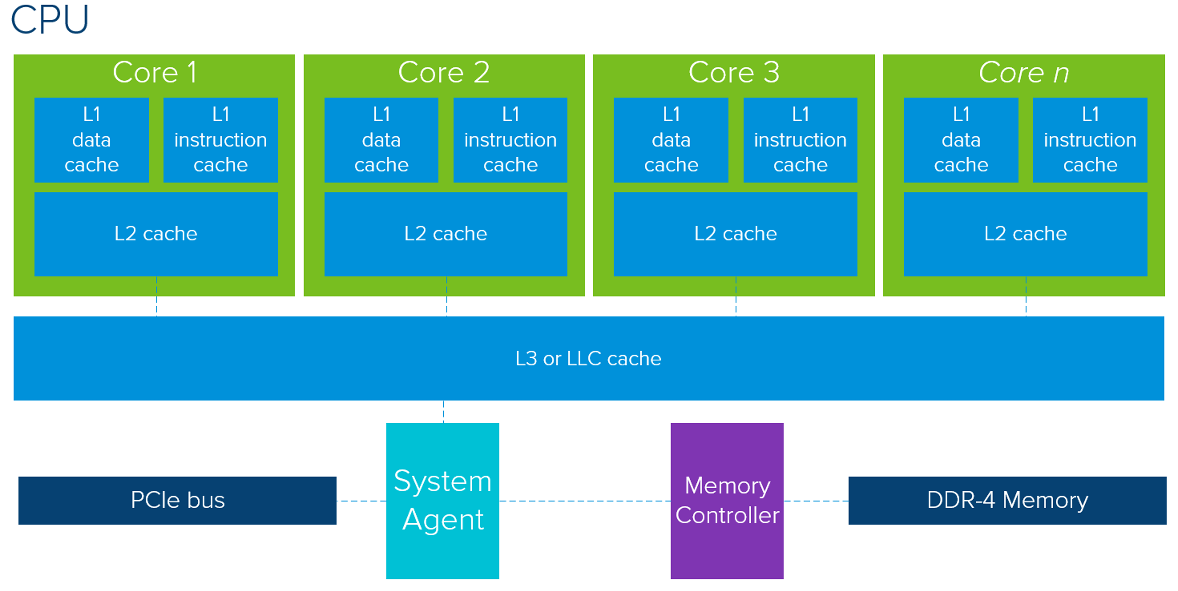 CPU
Core 1
L1
data
cache
L1
instruction
cache
L2 cache
Core 2
L1
data
cache
L1
instruction
cache
L2 cache
Core 3
L1
data
cache
L1
instruction
cache
L2 cache
Core n
L1
data
cache
L1
instruction
cache
L2 cache
L3 or LLC cache
PCIe bus
System
Agent
Memory
Controller
DDR-4 Memory